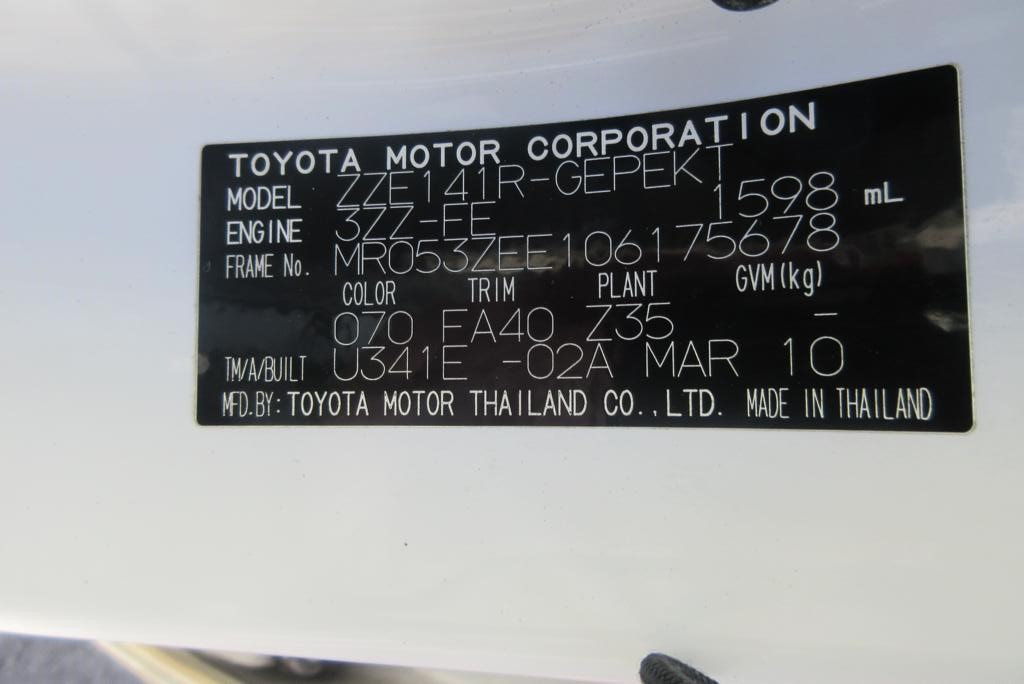 TOYOTA MOTOR CORPORATION
MODEL ZZE141R-GEPEKT
ENGINE 3ZZ-FE 1598 mL
FRAME No. MR053ZEE106175678
COLOR TRIM PLANT GVM(kg)
070 FA40 Z35 -
TM/A/BUILT U341E -02A MAR 10
MFD.BY: TOYOTA MOTOR THAILAND CO.,LTD. MADE IN THAILAND